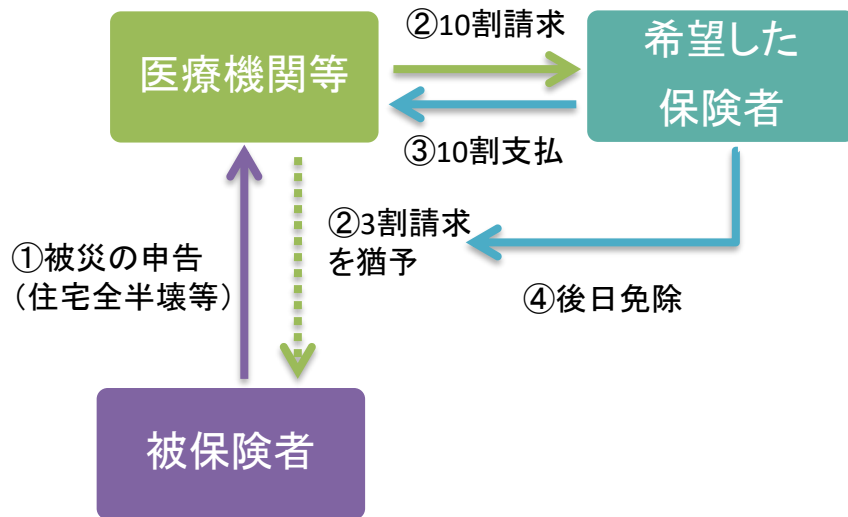 ②10割請求
医療機関等
希望した
保険者
③10割支払
②3割請求
を猶予
①被災の申告
（住宅全半壊等）
④後日免除
被保険者